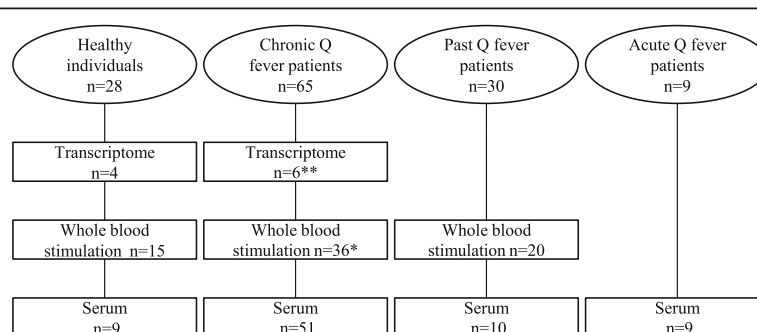 Healthy
individuals
n=28
Chronic Q
fever patients
n=65
Past Q fever
patients
n=30
Acute Q fever
patients
n=9
Transcriptome
n=4
Transcriptome
n=6**
Whole blood
stimulation n=15
Whole blood
stimulation n=36*
Whole blood
stimulation n=20
Serum
n=9
Serum
n=51
Serum
n=10
Serum
n=9